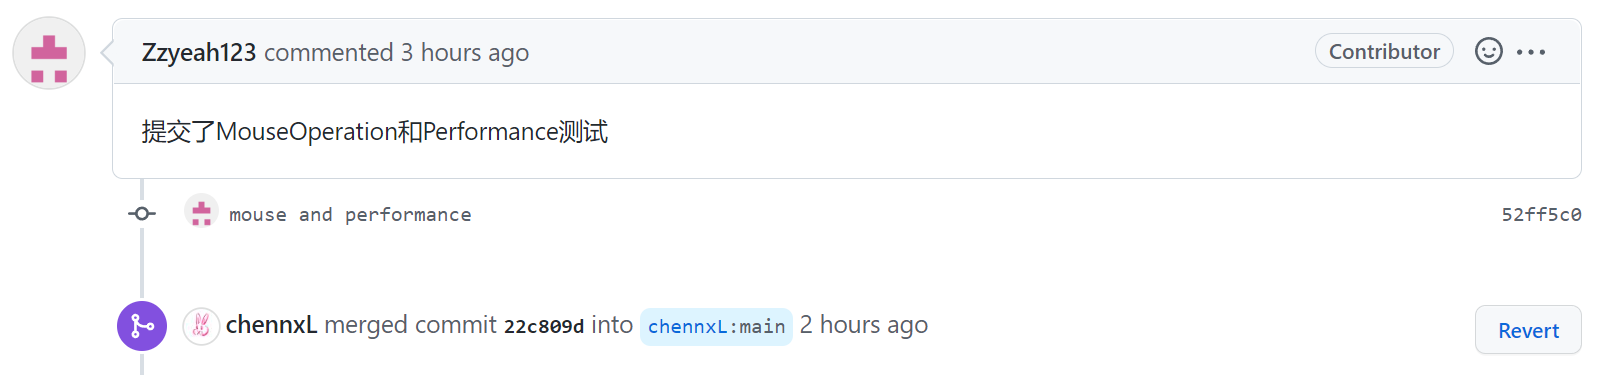 Zzyeah123 commented 3 hours ago
Contributor
提交了MouseOperation和Performance测试
mouse and performance
52ff5c0
chennxL merged commit 22c809d into chennxL:main 2 hours ago
Revert